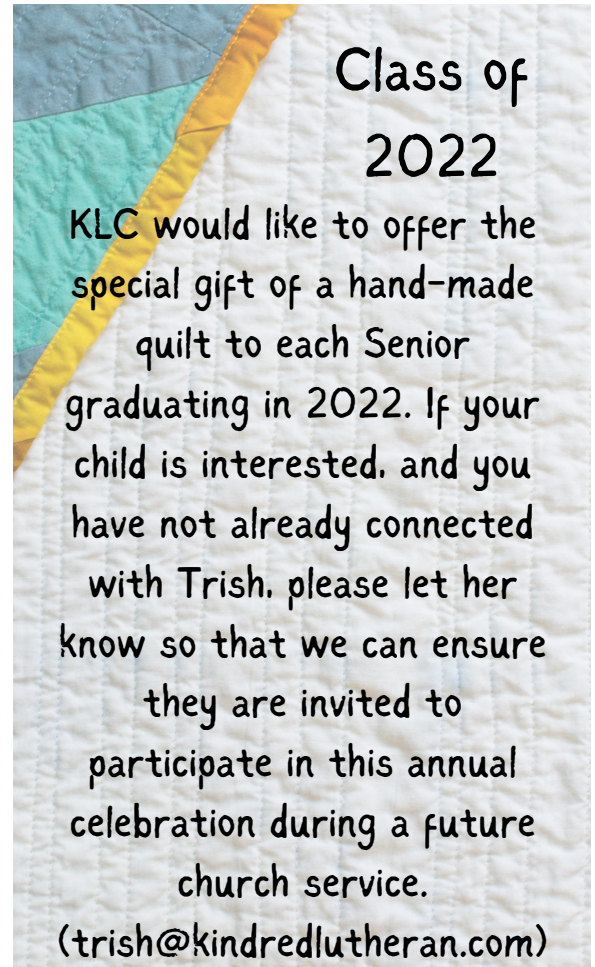 Class of
2022
KLC would like to offer the
special gift of a hand-made
quilt to each Senior
graduating in 2022. If your
child is interested, and you
have not already connected
with Trish, please let her
know so that we can ensure
they are invited to
participate in this annual
celebration during a future
church service.
(trish@kindredlutheran.com)